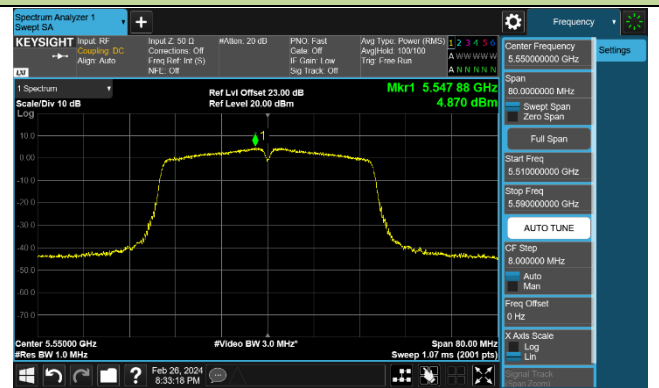 Spectrum Analyzer 1
Swept SA
Frequency
KEYSIGHT
Input: RF
Coupling: DC
Align: Auto
Input Z: 50 Ω
Corrections: Off
Freq Ref: Int (S)
NFE: Off
#Atten: 20 dB
PNO: Fast
Gate: Off
IF Gain: Low
Sig Track: Off
Avg Type: Power (RMS)
Avg|Hold: 100/100
Trig: Free Run
1 2 3 4 5 6
A W W W W W
A N N N N N
LXI
1 Spectrum
Scale/Div 10 dB
Log
Ref Lvl Offset 23.00 dB
Ref Level 20.00 dBm
Mkr1 5.547 88 GHz
4.870 dBm
1
10.0
0.00
-10.0
-20.0
-30.0
-40.0
-50.0
-60.0
-70.0
Center 5.55000 GHz
#Res BW 1.0 MHz
#Video BW 3.0 MHz*
Span 80.00 MHz
Sweep 1.07 ms (2001 pts)
Center Frequency
5.550000000 GHz
Settings
Span
80.0000000 MHz
Swept Span
Zero Span
Full Span
Start Freq
5.510000000 GHz
Stop Freq
5.590000000 GHz
AUTO TUNE
CF Step
8.000000 MHz
Auto
Man
Freq Offset
0 Hz
X Axis Scale
Log
Lin
Signal Track
(Span Zoom)
?
Feb 26, 2024
8:33:18 PM